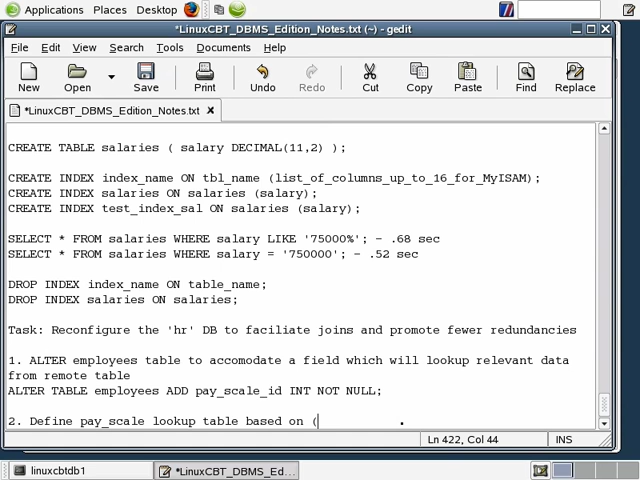 Applications Places Desktop
*LinuxCBT_DBMS_Edition_Notes.txt (~) - gedit
File Edit View Search Tools Documents Help
New Open Save Print Undo Redo Cut Copy Paste Find Replace
*LinuxCBT_DBMS_Edition_Notes.txt x
CREATE TABLE salaries ( salary DECIMAL(11,2) );
CREATE INDEX index_name ON tbl_name (list_of_columns_up_to_16_for_MyISAM);
CREATE INDEX salaries ON salaries (salary);
CREATE INDEX test_index_sal ON salaries (salary);
SELECT * FROM salaries WHERE salary LIKE '75000%'; - .68 sec
SELECT * FROM salaries WHERE salary = '750000'; - .52 sec
DROP INDEX index_name ON table_name;
DROP INDEX salaries ON salaries;
Task: Reconfigure the 'hr' DB to faciliate joins and promote fewer redundancies
1. ALTER employees table to accomodate a field which will lookup relevant data
from remote table
ALTER TABLE employees ADD pay_scale_id INT NOT NULL;
2. Define pay_scale lookup table based on (
Ln 422, Col 44 INS
linuxcbtdb1 *LinuxCBT_DBMS_Ed...